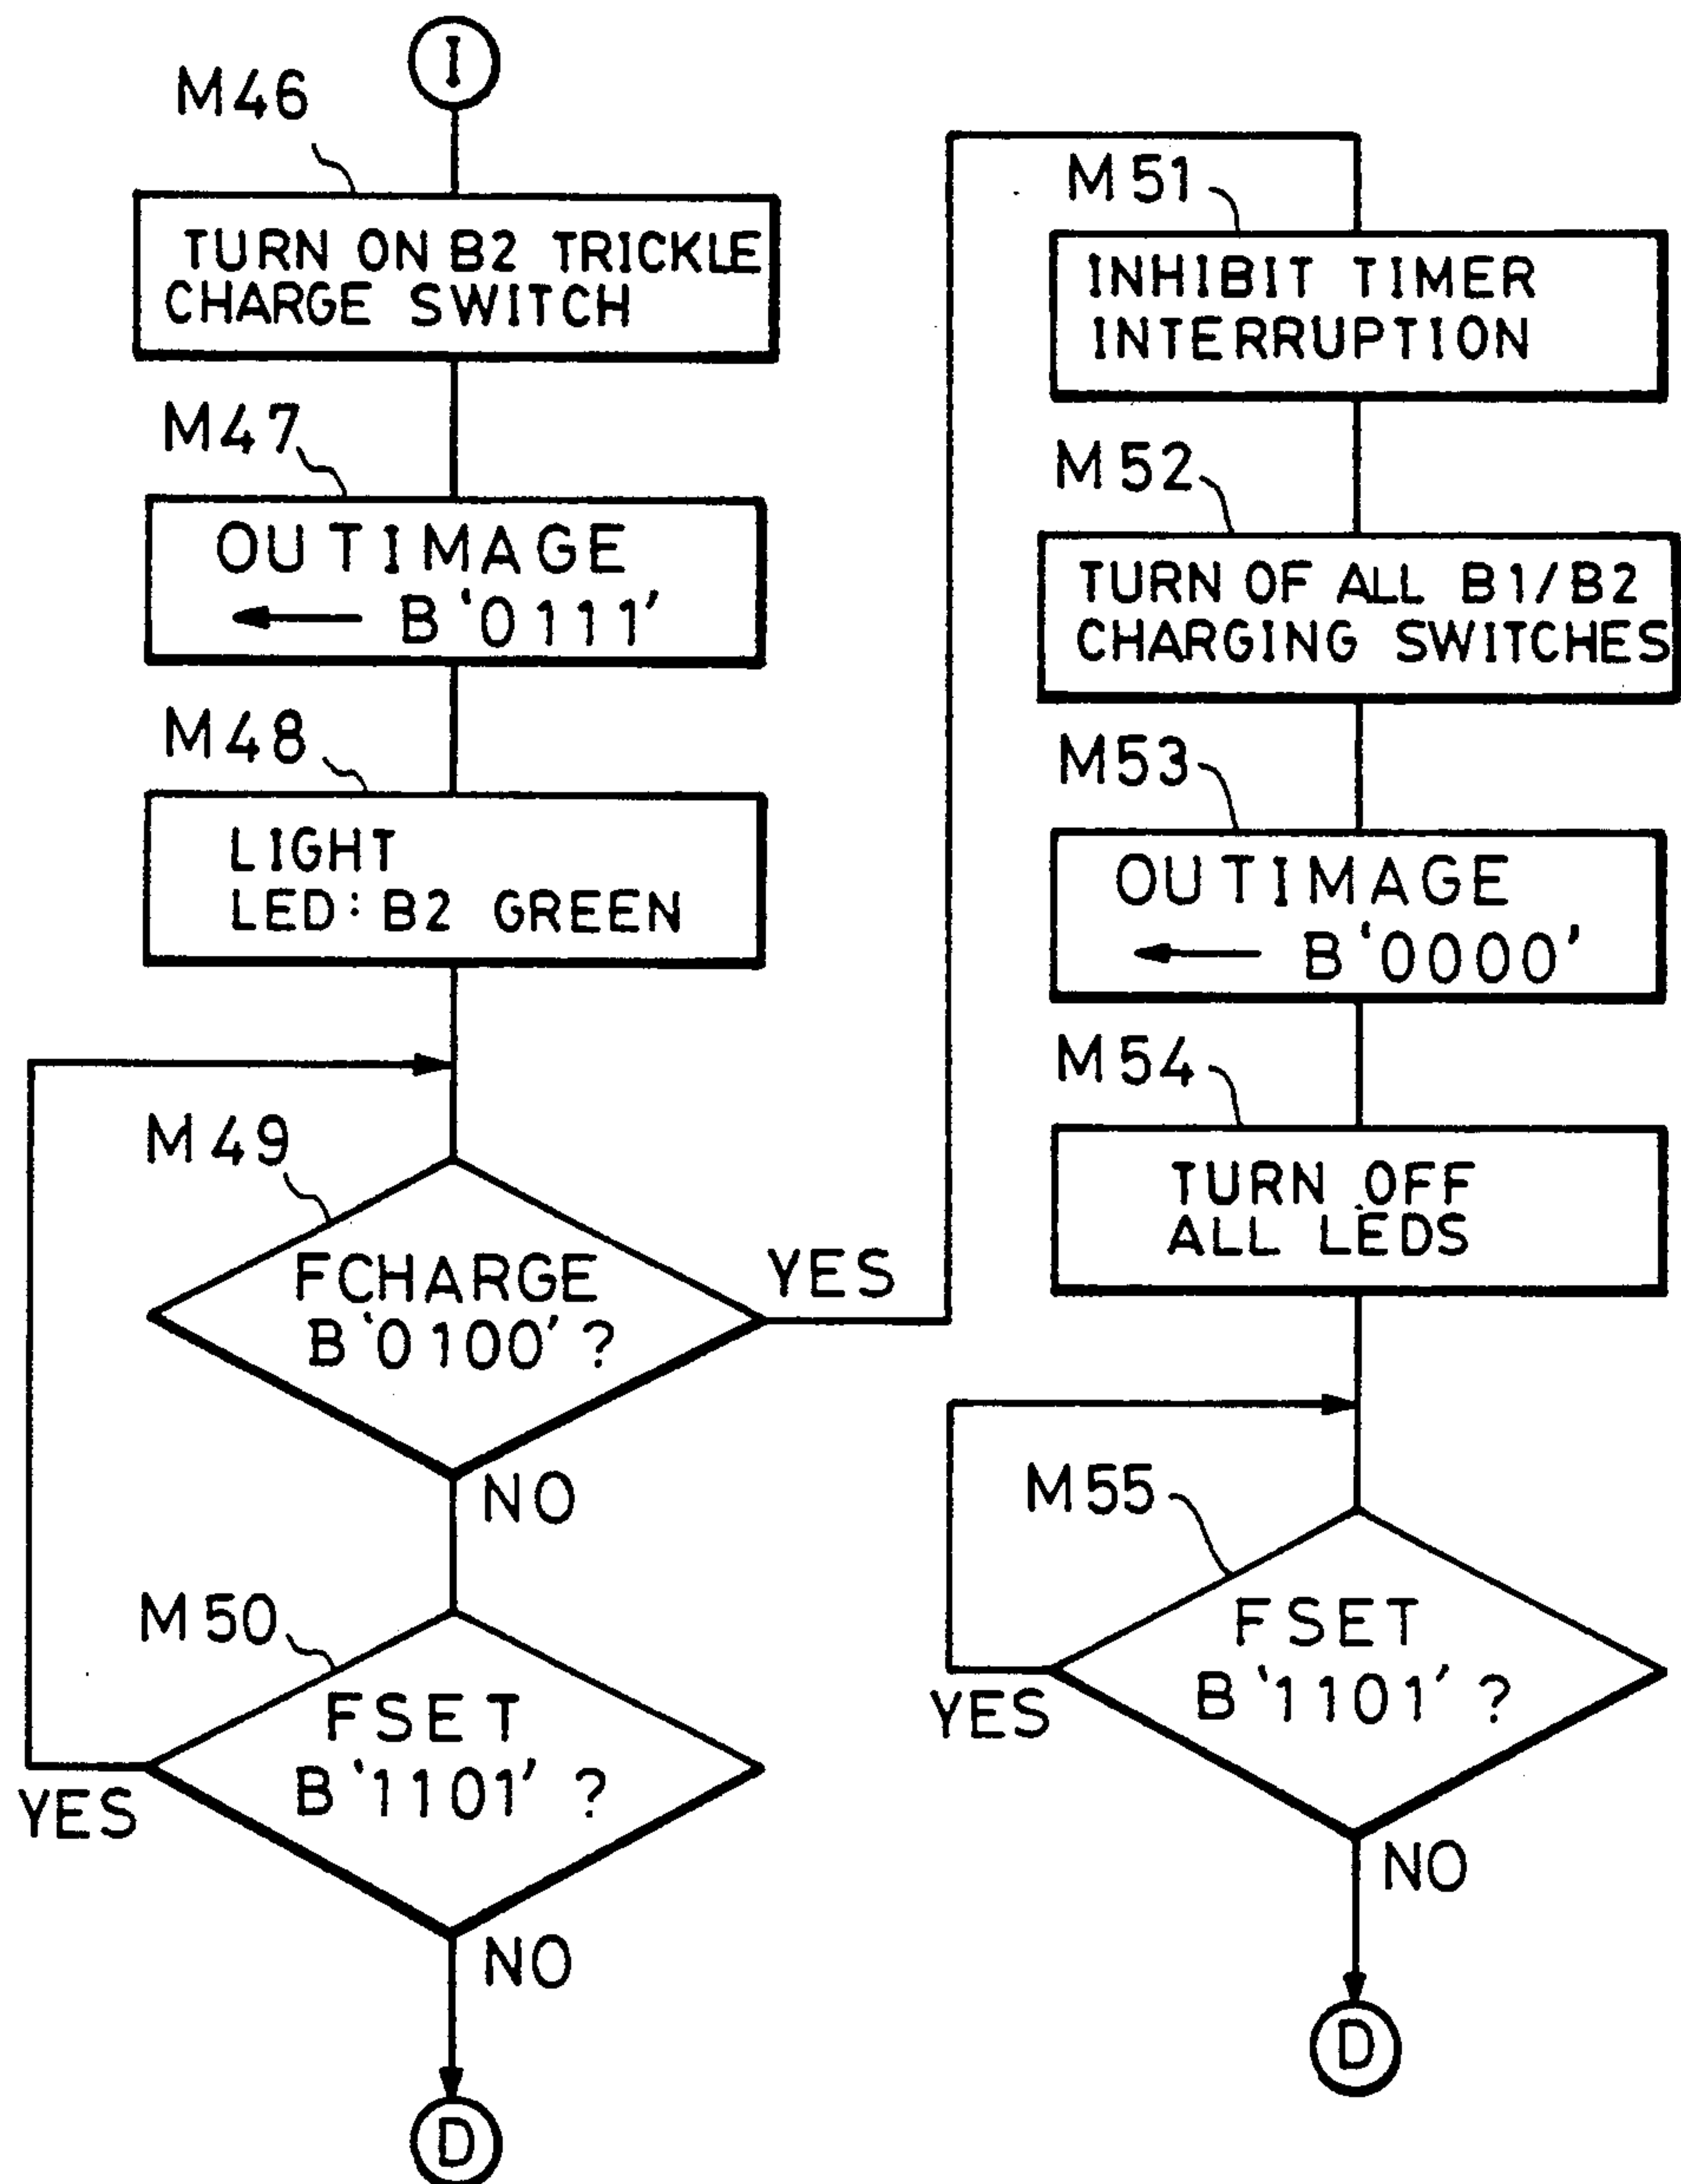 I
M46
TURN ON B2 TRICKLE
CHARGE SWITCH
M47
OUTIMAGE
← B‘0111’
M48
LIGHT
LED: B2 GREEN
M49
FCHARGE
B‘0100’?
YES
NO
M50
FSET
B‘1101’?
YES
NO
D
M51
INHIBIT TIMER
INTERRUPTION
M52
TURN OF ALL B1/B2
CHARGING SWITCHES
M53
OUTIMAGE
← B‘0000’
M54
TURN OFF
ALL LEDS
M55
FSET
B‘1101’?
YES
NO
D